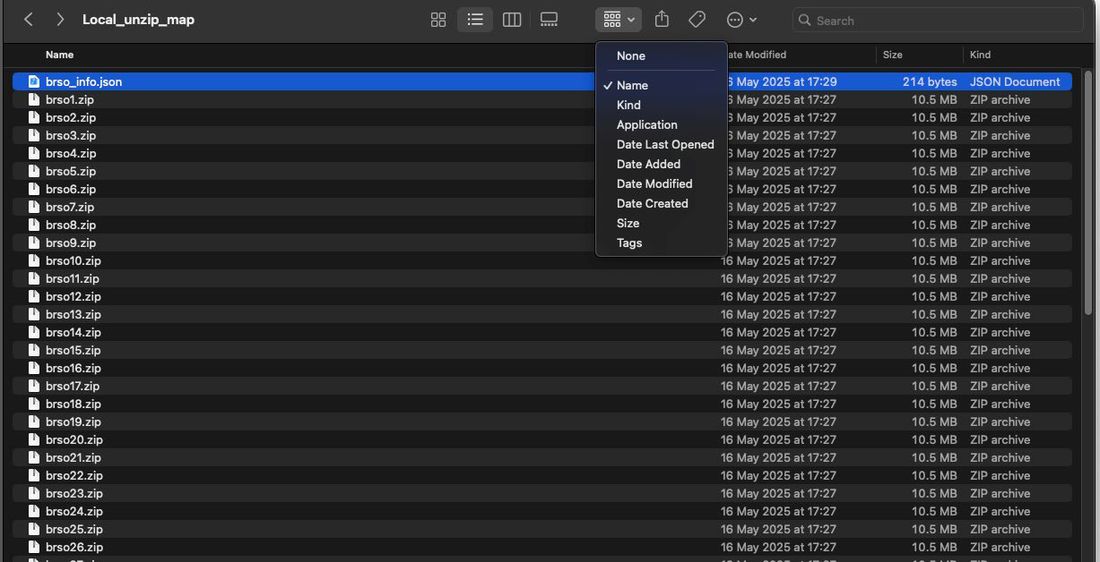 Local_unzip_map
Search
Name
ate Modified
Size
Kind
None
Name
Kind
Application
Date Last Opened
Date Added
Date Modified
Date Created
Size
Tags
brso_info.json 6 May 2025 at 17:29 214 bytes JSON Document
brso1.zip 6 May 2025 at 17:27 10.5 MB ZIP archive
brso2.zip 6 May 2025 at 17:27 10.5 MB ZIP archive
brso3.zip 6 May 2025 at 17:27 10.5 MB ZIP archive
brso4.zip 6 May 2025 at 17:27 10.5 MB ZIP archive
brso5.zip 6 May 2025 at 17:27 10.5 MB ZIP archive
brso6.zip 6 May 2025 at 17:27 10.5 MB ZIP archive
brso7.zip 6 May 2025 at 17:27 10.5 MB ZIP archive
brso8.zip 6 May 2025 at 17:27 10.5 MB ZIP archive
brso9.zip 6 May 2025 at 17:27 10.5 MB ZIP archive
brso10.zip 16 May 2025 at 17:27 10.5 MB ZIP archive
brso11.zip 16 May 2025 at 17:27 10.5 MB ZIP archive
brso12.zip 16 May 2025 at 17:27 10.5 MB ZIP archive
brso13.zip 16 May 2025 at 17:27 10.5 MB ZIP archive
brso14.zip 16 May 2025 at 17:27 10.5 MB ZIP archive
brso15.zip 16 May 2025 at 17:27 10.5 MB ZIP archive
brso16.zip 16 May 2025 at 17:27 10.5 MB ZIP archive
brso17.zip 16 May 2025 at 17:27 10.5 MB ZIP archive
brso18.zip 16 May 2025 at 17:27 10.5 MB ZIP archive
brso19.zip 16 May 2025 at 17:27 10.5 MB ZIP archive
brso20.zip 16 May 2025 at 17:27 10.5 MB ZIP archive
brso21.zip 16 May 2025 at 17:27 10.5 MB ZIP archive
brso22.zip 16 May 2025 at 17:27 10.5 MB ZIP archive
brso23.zip 16 May 2025 at 17:27 10.5 MB ZIP archive
brso24.zip 16 May 2025 at 17:27 10.5 MB ZIP archive
brso25.zip 16 May 2025 at 17:27 10.5 MB ZIP archive
brso26.zip 16 May 2025 at 17:27 10.5 MB ZIP archive